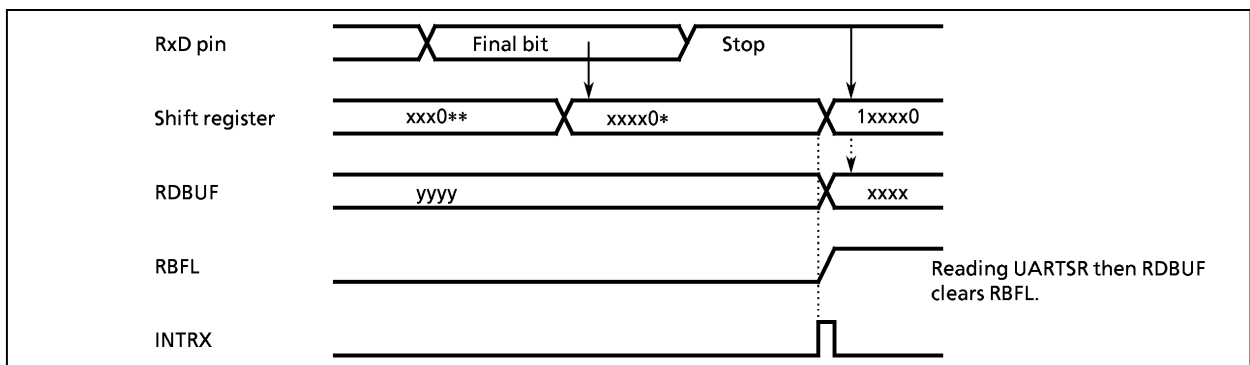 RxD pin Final bit Stop
Shift register xxx0** xxxx0* 1xxxx0
RDBUF yyyy xxxx
RBFL
Reading UARTSR then RDBUF
clears RBFL.
INTRX